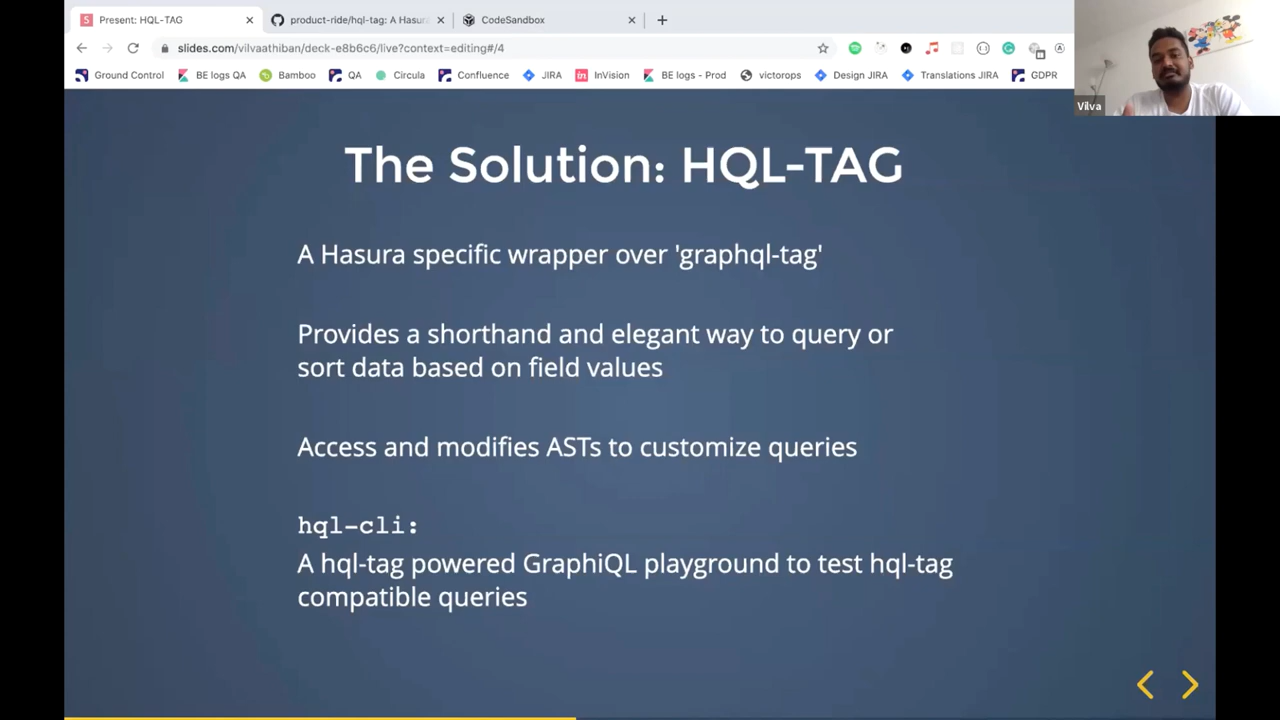 Present: HQL-TAG
product-ride/hql-tag: A Hasura
CodeSandbox
slides.com/vilvaathiban/deck-e8b6c6/live?context=editing#/4
Ground Control
BE logs QA
Bamboo
QA
Circula
Confluence
JIRA
InVision
BE logs - Prod
victorops
Design JIRA
Translations JIRA
GDPR
Vilva
The Solution: HQL-TAG
A Hasura specific wrapper over 'graphql-tag'
Provides a shorthand and elegant way to query or
sort data based on field values
Access and modifies ASTs to customize queries
hql-cli:
A hql-tag powered GraphiQL playground to test hql-tag
compatible queries